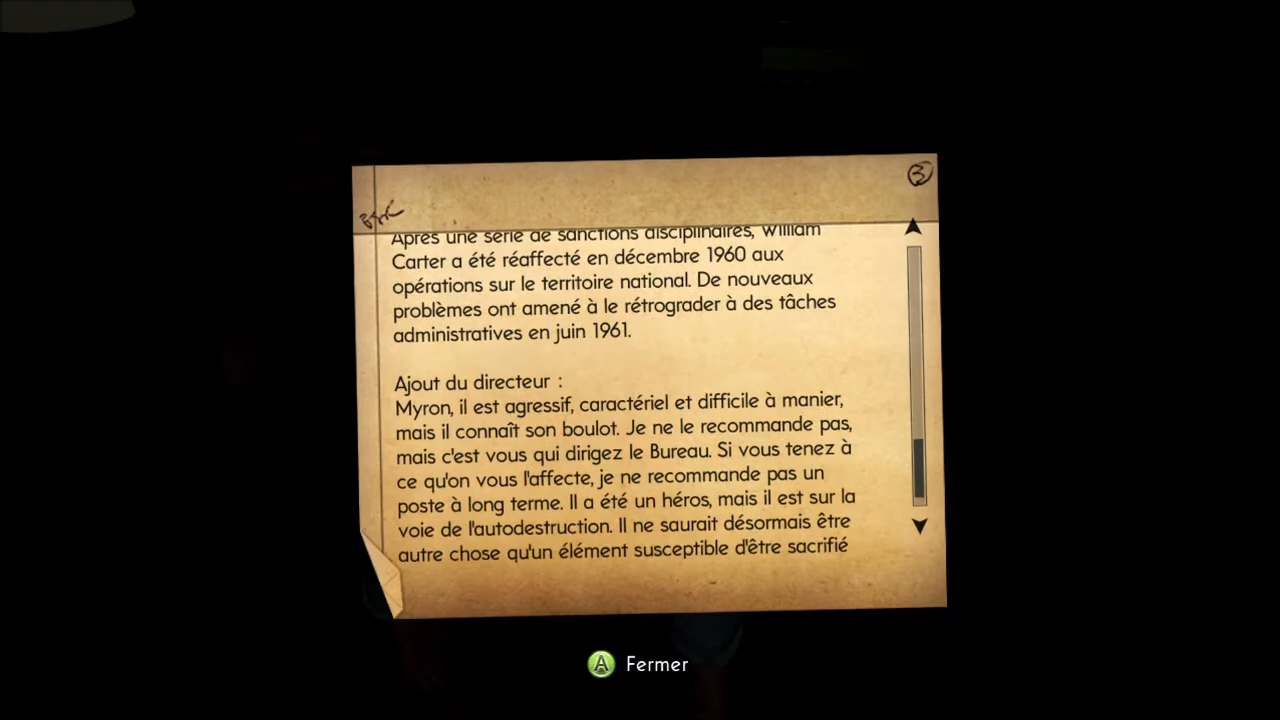 3
Après une série de sanctions disciplinaires, William
Carter a été réaffecté en décembre 1960 aux
opérations sur le territoire national. De nouveaux
problèmes ont amené à le rétrograder à des tâches
administratives en juin 1961.
Ajout du directeur :
Myron, il est agressif, caractériel et difficile à manier,
mais il connaît son boulot. Je ne le recommande pas,
mais c'est vous qui dirigez le Bureau. Si vous tenez à
ce qu'on vous l'affecte, je ne recommande pas un
poste à long terme. Il a été un héros, mais il est sur la
voie de l'autodestruction. Il ne saurait désormais être
autre chose qu'un élément susceptible d'être sacrifié
A Fermer